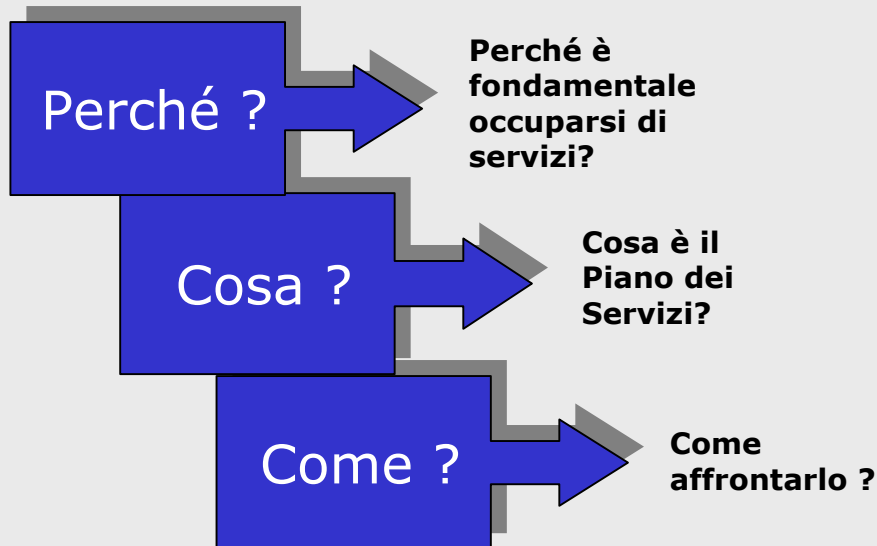 Perché ?
Perché è
fondamentale
occuparsi di
servizi?
Cosa ?
Cosa è il
Piano dei
Servizi?
Come ?
Come
affrontarlo ?